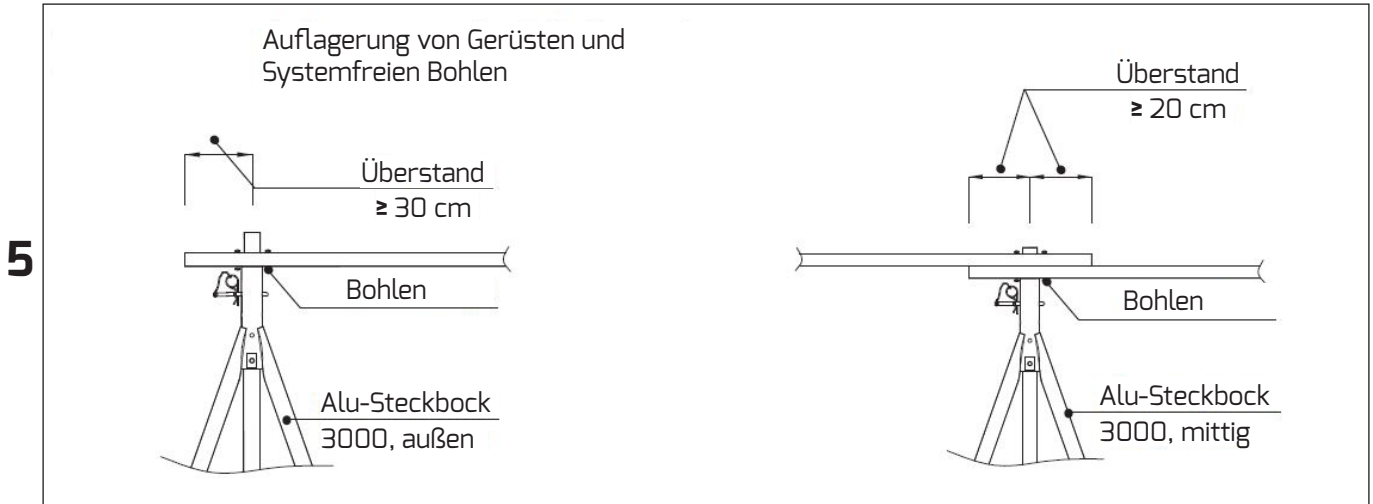 Auflagerung von Gerüsten und
Systemfreien Bohlen
5
Überstand
≥ 30 cm
Bohlen
Alu-Steckbock
3000, außen
Überstand
≥ 20 cm
Bohlen
Alu-Steckbock
3000, mittig